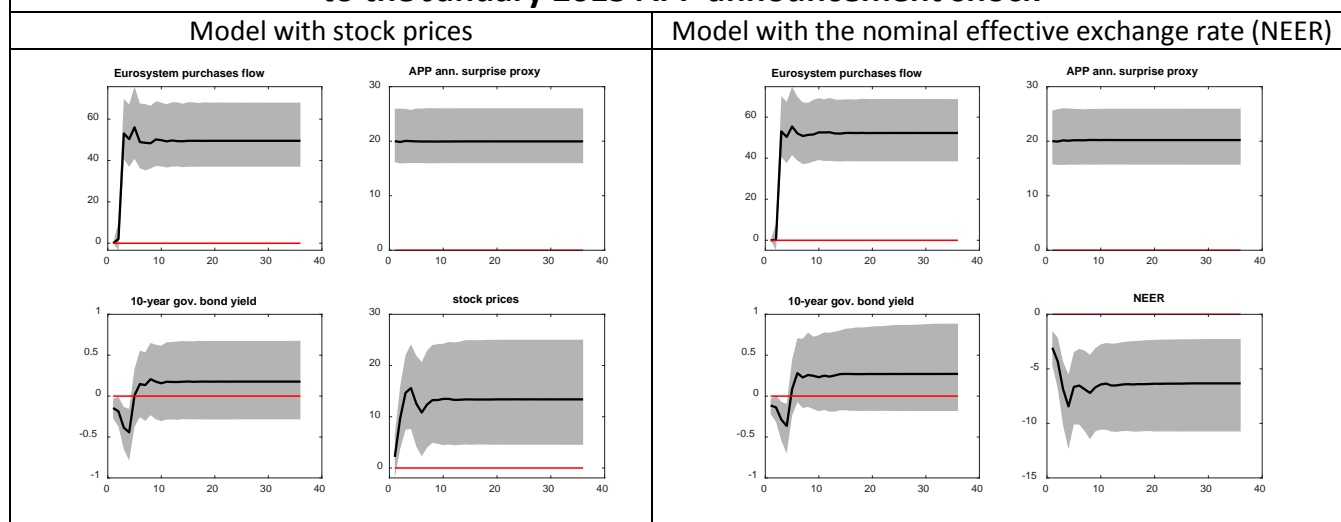 to the January 2015 APP announcement shock
Model with stock prices
Model with the nominal effective exchange rate (NEER)
Eurosystem purchases flow
60
40
20
0
0 10 20 30 40
APP ann. surprise proxy
30
20
10
0
0 10 20 30 40
10-year gov. bond yield
1
0.5
0
-0.5
-1
0 10 20 30 40
stock prices
30
20
10
0
0 10 20 30 40
Eurosystem purchases flow
60
40
20
0
0 10 20 30 40
APP ann. surprise proxy
30
20
10
0
0 10 20 30 40
10-year gov. bond yield
1
0.5
0
-0.5
-1
0 10 20 30 40
NEER
0
-5
-10
-15
0 10 20 30 40